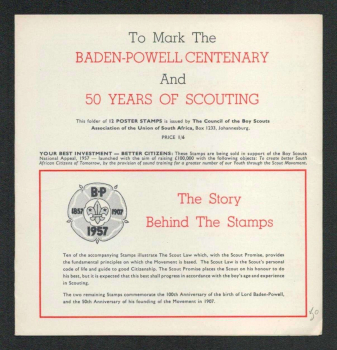 To Mark The
BADEN-POWELL CENTENARY
And
50 YEARS OF SCOUTING
This folder of 12 POSTER STAMPS is issued by The Council of the Boy Scouts
Association of the Union of South Africa, Box 1233, Johannesburg.
PRICE 1/6
YOUR BEST INVESTMENT — BETTER CITIZENS: These Stamps are being sold in support of the Boy Scouts
National Appeal, 1957 — launched with the aim of raising £100,000 with the following objects: To create better South
African Citizens of Tomorrow, by the provision of sound training for a greater number of our Youth through the Scout Movement.
B-P
1857 1907
1957
The Story
Behind The Stamps
Ten of the accompanying Stamps illustrate The Scout Law which, with the Scout Promise, provides
the fundamental principles on which the Movement is based. The Scout Law is the Scout's personal
code of life and guide to good Citizenship. The Scout Promise places the Scout on his honour to do
his best, but it is expected that this best shall progress in accordance with the boy's age and experience
in Scouting.
The two remaining Stamps commemorate the 100th Anniversary of the birth of Lord Baden-Powell,
and the 50th Anniversary of his founding of the Movement in 1907.